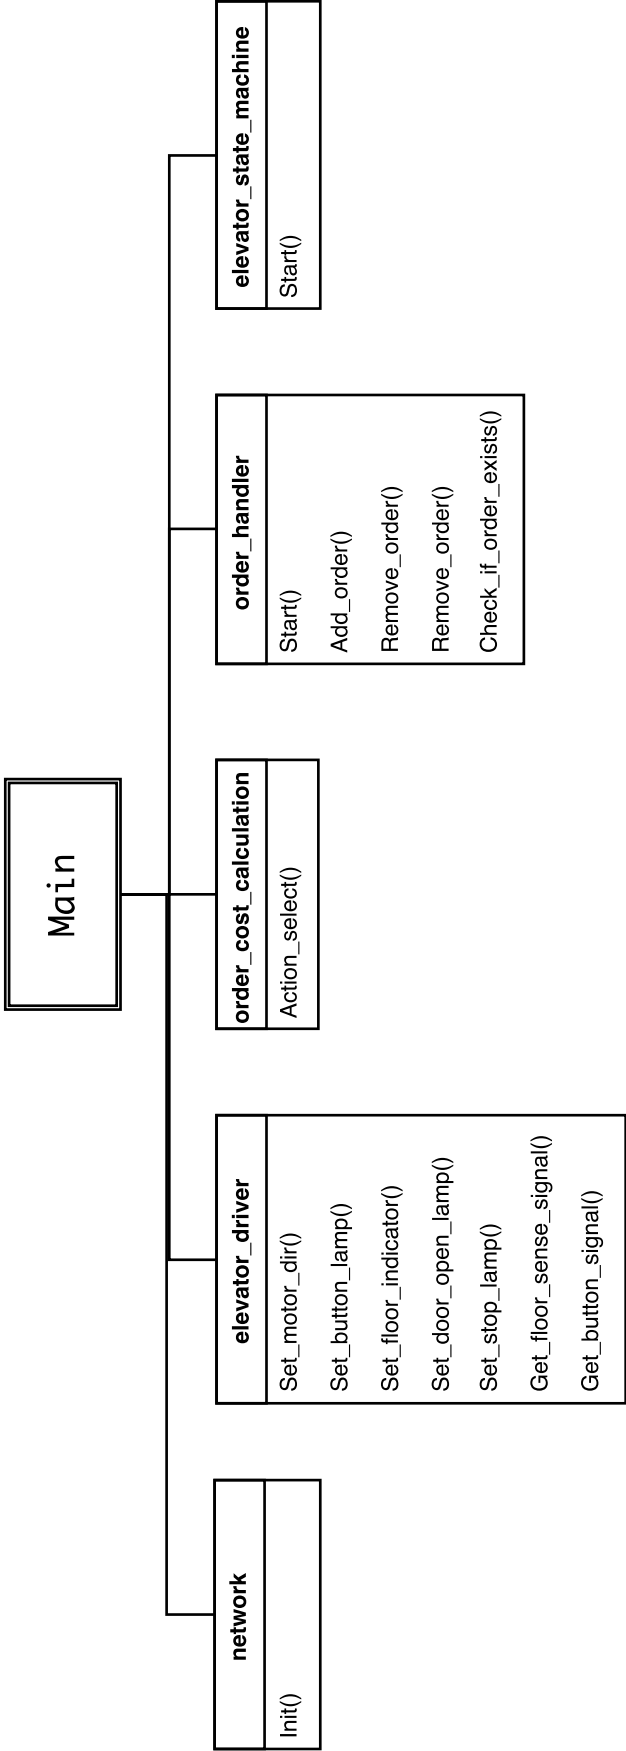 Main
network
Init()
elevator_driver
Set_motor_dir()
Set_button_lamp()
Set_floor_indicator()
Set_door_open_lamp()
Set_stop_lamp()
Get_floor_sense_signal()
Get_button_signal()
order_cost_calculation
Action_select()
order_handler
Start()
Add_order()
Remove_order()
Remove_order()
Check_if_order_exists()
elevator_state_machine
Start()